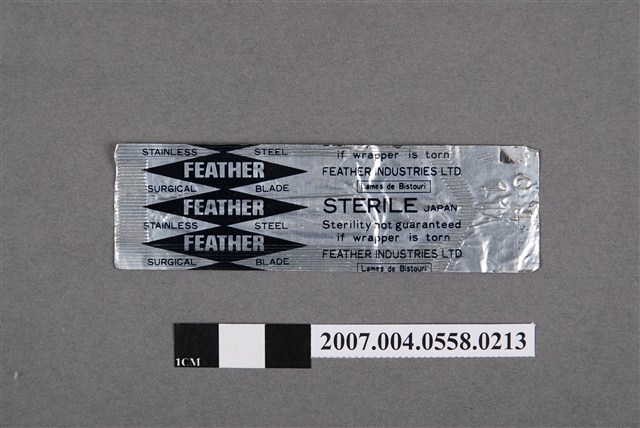 STAINLESS STEEL if wrapper is torn
FEATHER FEATHER INDUSTRIES LTD.
SURGICAL BLADE Lames de Bistouri
FEATHER STERILE JAPAN
STAINLESS STEEL Sterility not guaranteed
FEATHER if wrapper is torn
SURGICAL BLADE FEATHER INDUSTRIES LTD.
Lames de Bistouri
1CM 2007.004.0558.0213